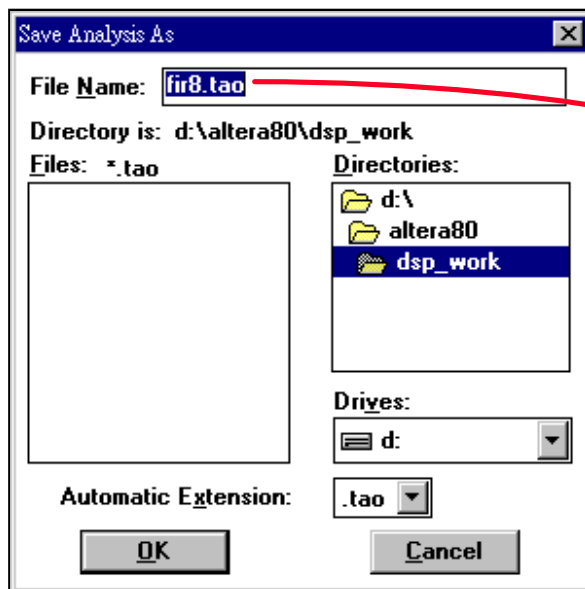 Save Analysis As
File Name: fir8.tao
Directory is: d:\altera80\dsp_work
Files: *.tao
Directories:
d:\
altera80
dsp_work
Drives:
d:
Automatic Extension: .tao
OK Cancel